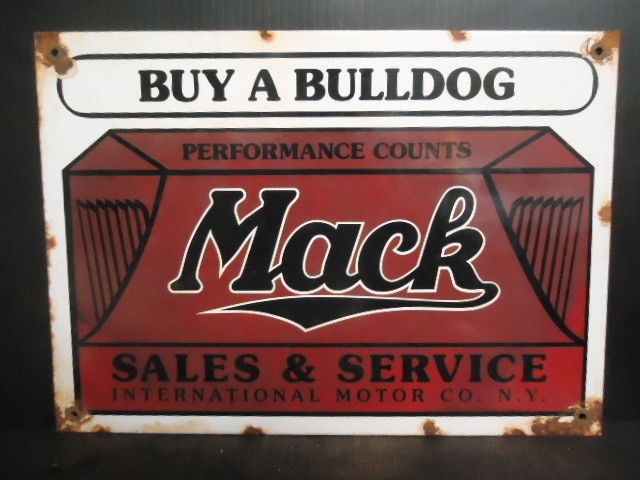 BUY A BULLDOG
PERFORMANCE COUNTS
Mack
SALES & SERVICE
INTERNATIONAL MOTOR CO. N.Y.